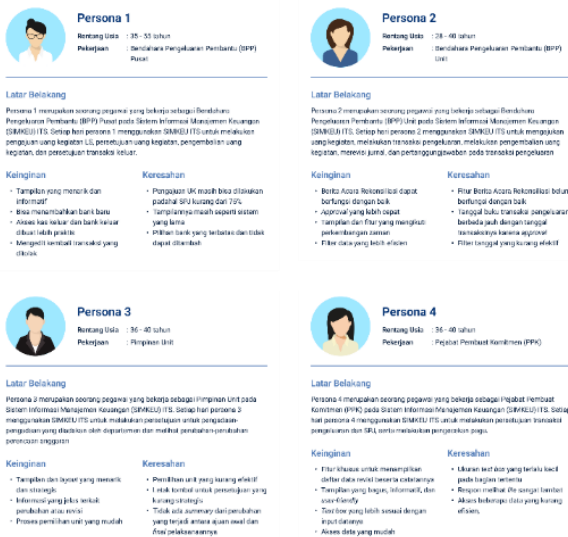 Persona 1
Rentang Usia : 35 - 53 tahun
Pekerjaan : Bendahara Pengeluaran Pembantu (BPP)
Pusat
Latar Belakang
Persona 1 merupakan seorang pegawai yang bekerja sebagai Bendahara
Pengeluaran Pembantu (BPP) Pusat pada Sistem Informasi Manajemen Keuangan
(SIMKEU) ITS. Setiap hari persona 1 menggunakan SIMKEU ITS untuk melakukan
pengajuan uang kegiatan LS, persetujuan uang kegiatan, pengembalian uang
kegiatan, dan persetujuan transaksi keluar.
Keinginan
• Tampilan yang menarik dan
informatif
• Bisa menambahkan bank baru
• Akses kas keluar dan bank keluar
dibuat lebih praktis
• Mengedit kembali transaksi yang
ditolak
Keresahan
• Pengajuan UK masih bisa dilakukan
padahal SPJ kurang dari 75%
• Tampilannya masih seperti sistem
yang lama
• Pilihan bank yang terbatas dan tidak
dapat ditambah
Persona 2
Rentang Usia : 28 - 40 tahun
Pekerjaan : Bendahara Pengeluaran Pembantu (BPP)
Unit
Latar Belakang
Persona 2 merupakan seorang pegawai yang bekerja sebagai Bendahara
Pengeluaran Pembantu (BPP) Unit pada Sistem Informasi Manajemen Keuangan
(SIMKEU) ITS. Setiap hari persona 2 menggunakan SIMKEU ITS untuk mengajukan
uang kegiatan, melakukan transaksi pengeluaran, melakukan pengembalian uang
kegiatan, merevisi jurnal, dan pertanggungjawaban pada transaksi pengeluaran
Keinginan
• Berita Acara Rekonsiliasi dapat
berfungsi dengan baik
• Approval yang lebih cepat
• Tampilan dan fitur yang mengikuti
perkembangan zaman
• Filter data yang lebih efisien
Keresahan
• Fitur Berita Acara Rekonsiliasi belum
berfungsi dengan baik
• Tanggal buku transaksi pengeluaran
berbeda jauh dengan tanggal
transaksinya karena approval
• Filter tanggal yang kurang efektif
Persona 3
Rentang Usia : 36 - 40 tahun
Pekerjaan : Pimpinan Unit
Latar Belakang
Persona 3 merupakan seorang pegawai yang bekerja sebagai Pimpinan Unit pada
Sistem Informasi Manajemen Keuangan (SIMKEU) ITS. Setiap hari persona 3
menggunakan SIMKEU ITS untuk melakukan persetujuan untuk pengadaan-
pengadaan yang diadakan oleh departemen dan melihat perubahan-perubahan
perencaan anggaran
Keinginan
• Tampilan dan layout yang menarik
dan strategis
• Informasi yang jelas terkait
perubahan atau revisi
• Proses pemilihan unit yang mudah
Keresahan
• Pemilihan unit yang kurang efektif
• Letak tombol untuk persetujuan yang
kurang strategis
• Tidak ada summary dari perubahan
yang terjadi antara ajuan awal dan
final pelaksanaannya
Persona 4
Rentang Usia : 36 - 40 tahun
Pekerjaan : Pejabat Pembuat Komitmen (PPK)
Latar Belakang
Persona 4 merupakan seorang pegawai yang bekerja sebagai Pejabat Pembuat
Komitmen (PPK) pada Sistem Informasi Manajemen Keuangan (SIMKEU) ITS. Setiap
hari persona 4 menggunakan SIMKEU ITS untuk melakukan persetujuan transaksi
pengeluaran dan SPJ, serta melakukan pengecekan pagu.
Keinginan
• Fitur khusus untuk menampilkan
daftar data revisi beserta catatannya
• Tampilan yang bagus, informatif, dan
user-friendly
• Text box yang lebih sesuai dengan
input datanya
• Akses data yang mudah
Keresahan
• Ukuran text box yang terlalu kecil
pada bagian tertentu
• Respon melihat file sangat lambat
• Akses beberapa data yang kurang
efisien.